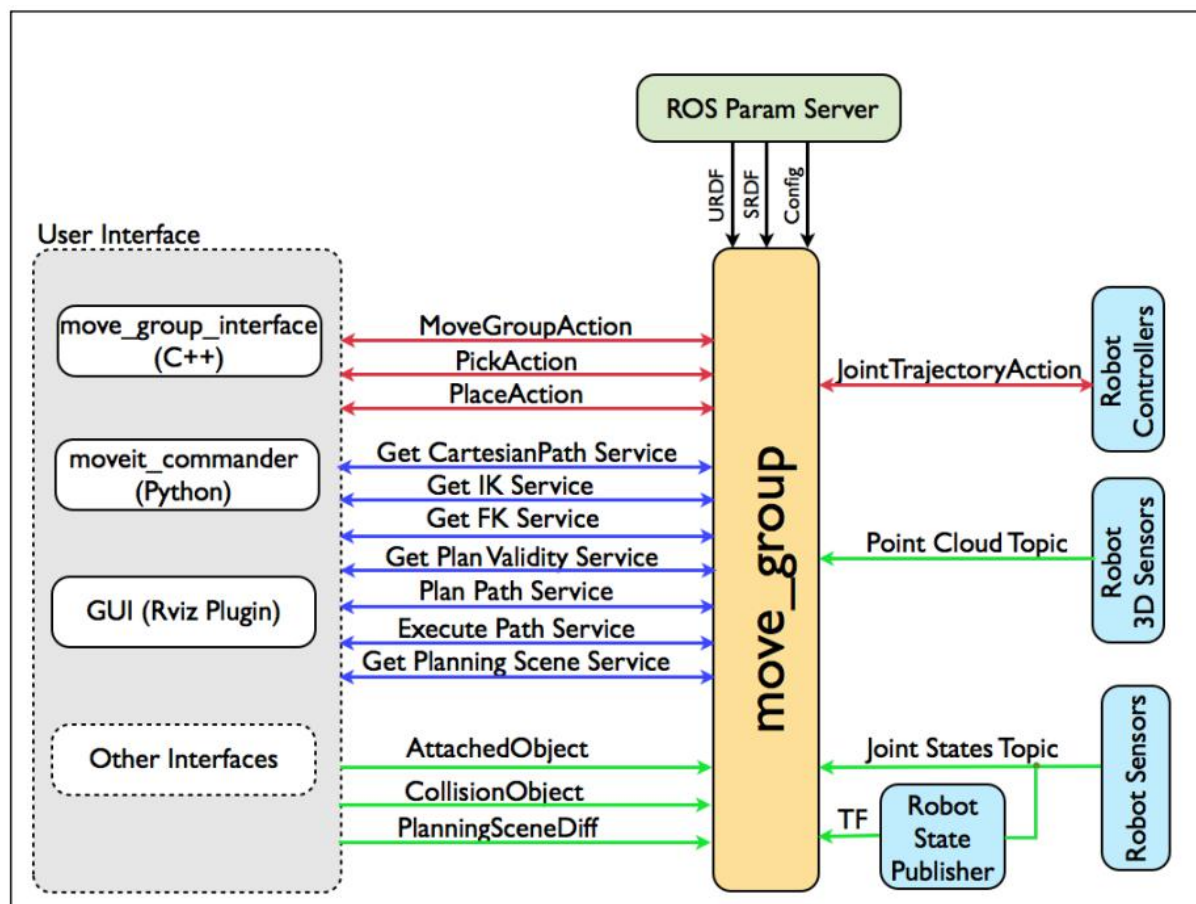 ROS Param Server
URDF
SRDF
Config
User Interface
move_group_interface
(C++)
moveit_commander
(Python)
GUI (Rviz Plugin)
Other Interfaces
MoveGroupAction
PickAction
PlaceAction
Get CartesianPath Service
Get IK Service
Get FK Service
Get Plan Validity Service
Plan Path Service
Execute Path Service
Get Planning Scene Service
AttachedObject
CollisionObject
PlanningSceneDiff
move_group
JointTrajectoryAction
Robot
Controllers
Point Cloud Topic
Robot
3D Sensors
Joint States Topic
Robot Sensors
TF
Robot
State
Publisher